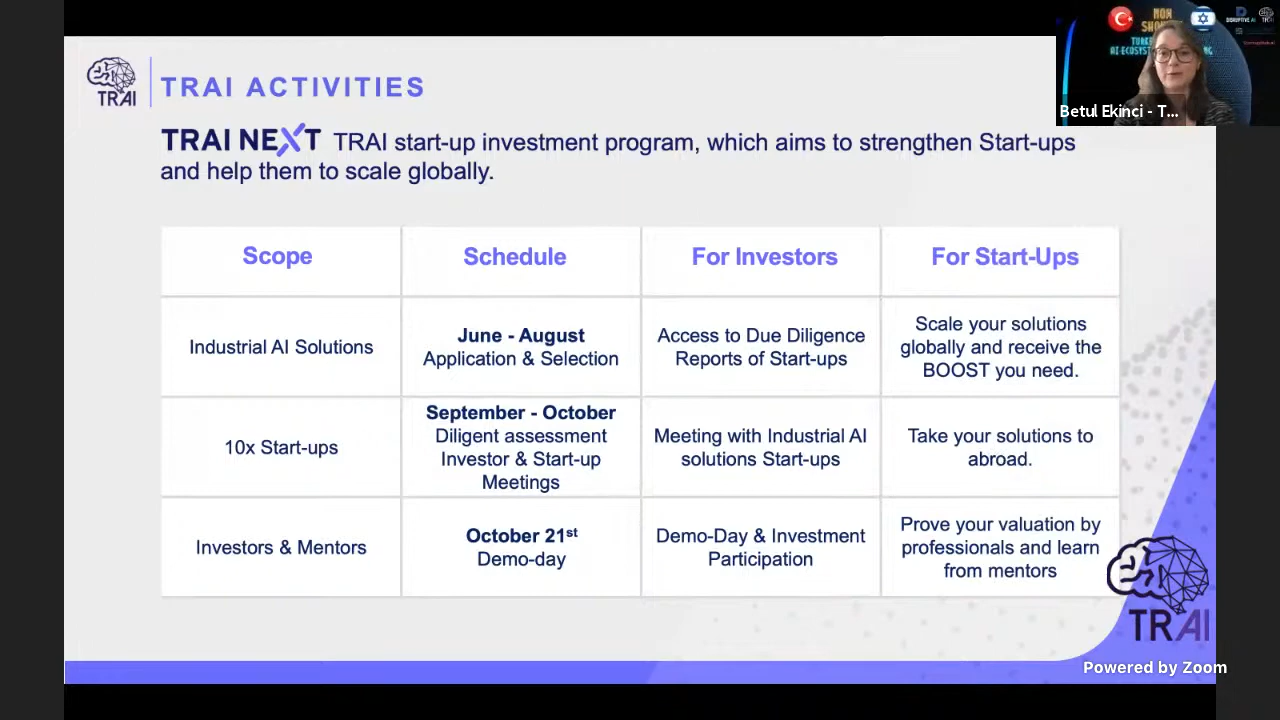 TRAI
TRAI ACTIVITIES
TRAI NEXT TRAI start-up investment program, which aims to strengthen Start-ups
and help them to scale globally.
Scope
Schedule
For Investors
For Start-Ups
Industrial AI Solutions
June - August
Application & Selection
Access to Due Diligence
Reports of Start-ups
Scale your solutions
globally and receive the
BOOST you need.
10x Start-ups
September - October
Diligent assessment
Investor & Start-up
Meetings
Meeting with Industrial AI
solutions Start-ups
Take your solutions to
abroad.
Investors & Mentors
October 21st
Demo-day
Demo-Day & Investment
Participation
Prove your valuation by
professionals and learn
from mentors
TRAI
Betul Ekinci - T...
Powered by Zoom